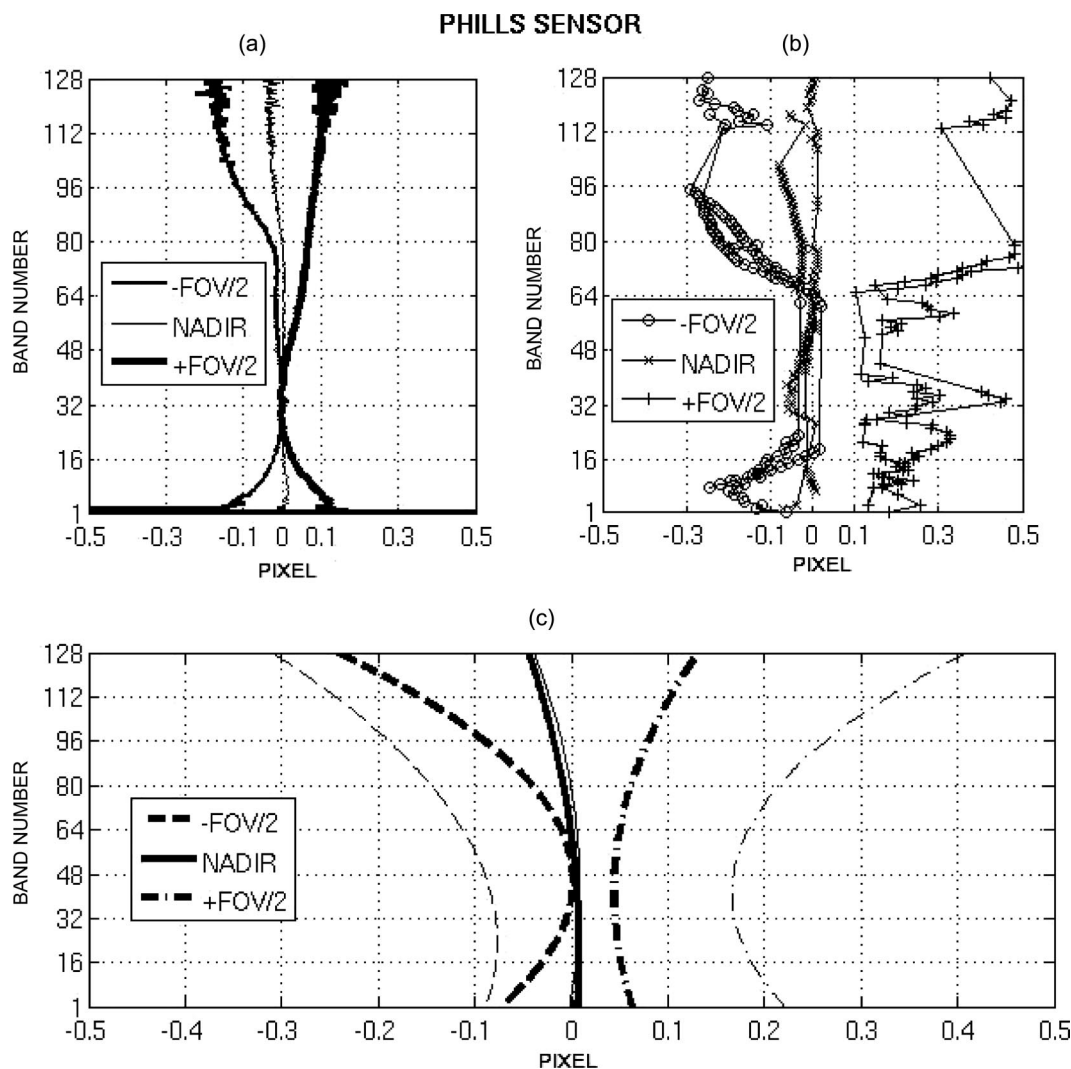 PHILLS SENSOR
(a)
128
112
96
80
64
48
32
16
1
BAND NUMBER
-FOV/2
NADIR
+FOV/2
-0.5
-0.3
-0.1
0
0.1
0.3
0.5
PIXEL
(b)
128
112
96
80
64
48
32
16
1
BAND NUMBER
-FOV/2
NADIR
+FOV/2
-0.5
-0.3
-0.1
0
0.1
0.3
0.5
PIXEL
(c)
128
112
96
80
64
48
32
16
1
BAND NUMBER
-FOV/2
NADIR
+FOV/2
-0.5
-0.4
-0.3
-0.2
-0.1
0
0.1
0.2
0.3
0.4
0.5
PIXEL